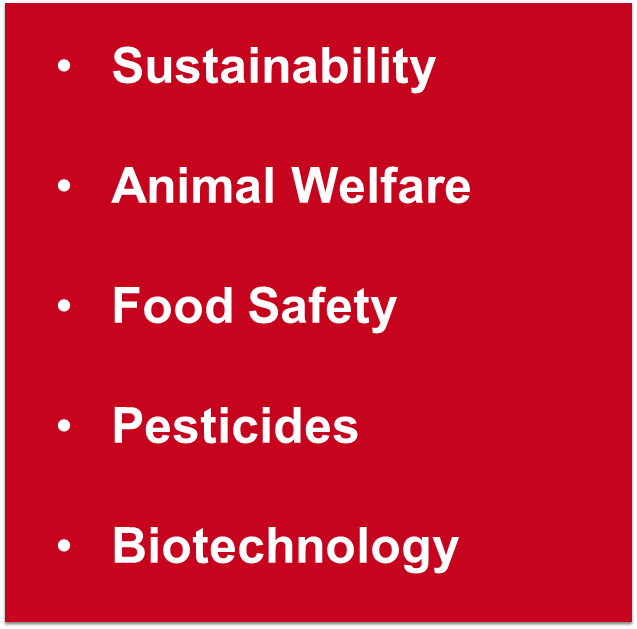 • Sustainability
• Animal Welfare
• Food Safety
• Pesticides
• Biotechnology